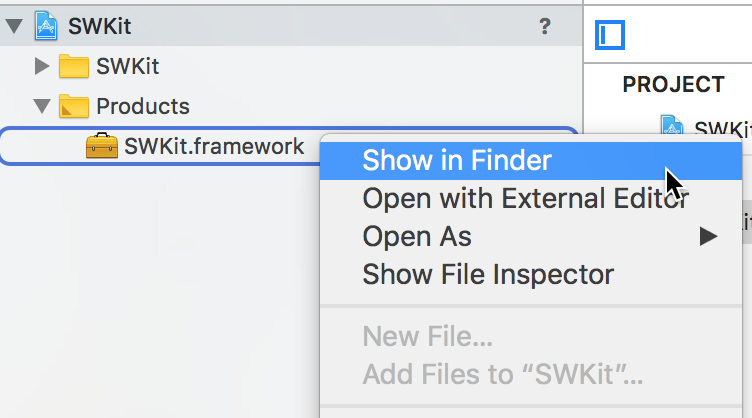 SWKit
?
SWKit
Products
SWKit.framework
PROJECT
SWKit
Show in Finder
Open with External Editor
Open As
Show File Inspector
New File...
Add Files to “SWKit”...